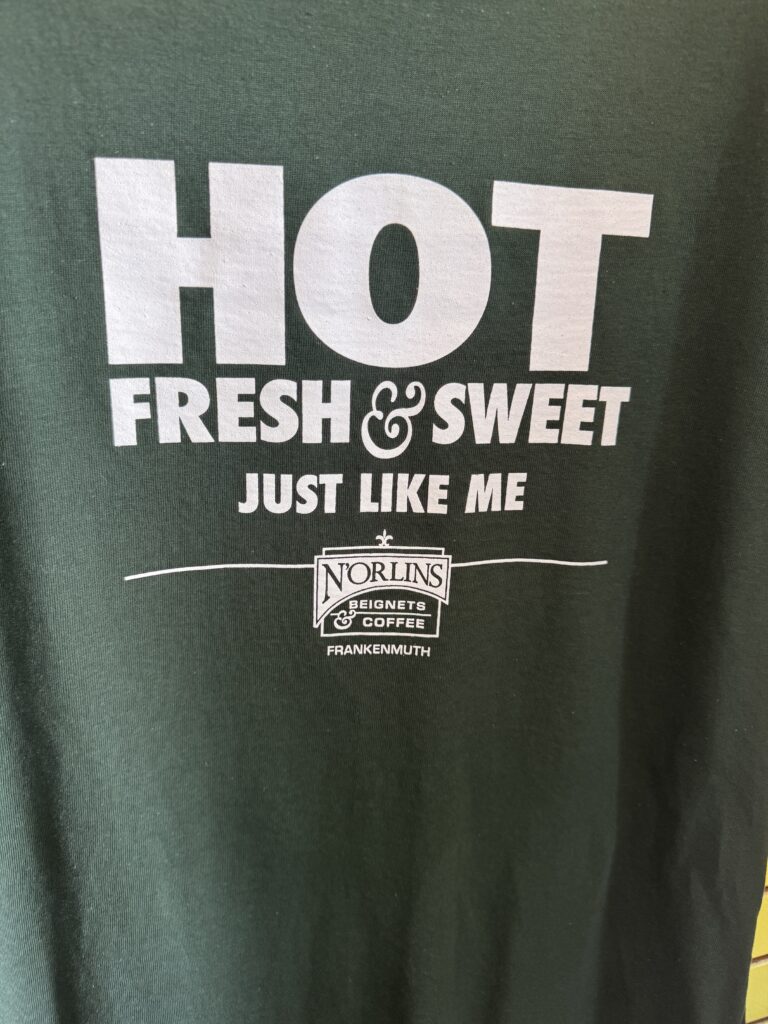 HOT
FRESH & SWEET
JUST LIKE ME
N'ORLINS
BEIGNETS
& COFFEE
FRANKENMUTH